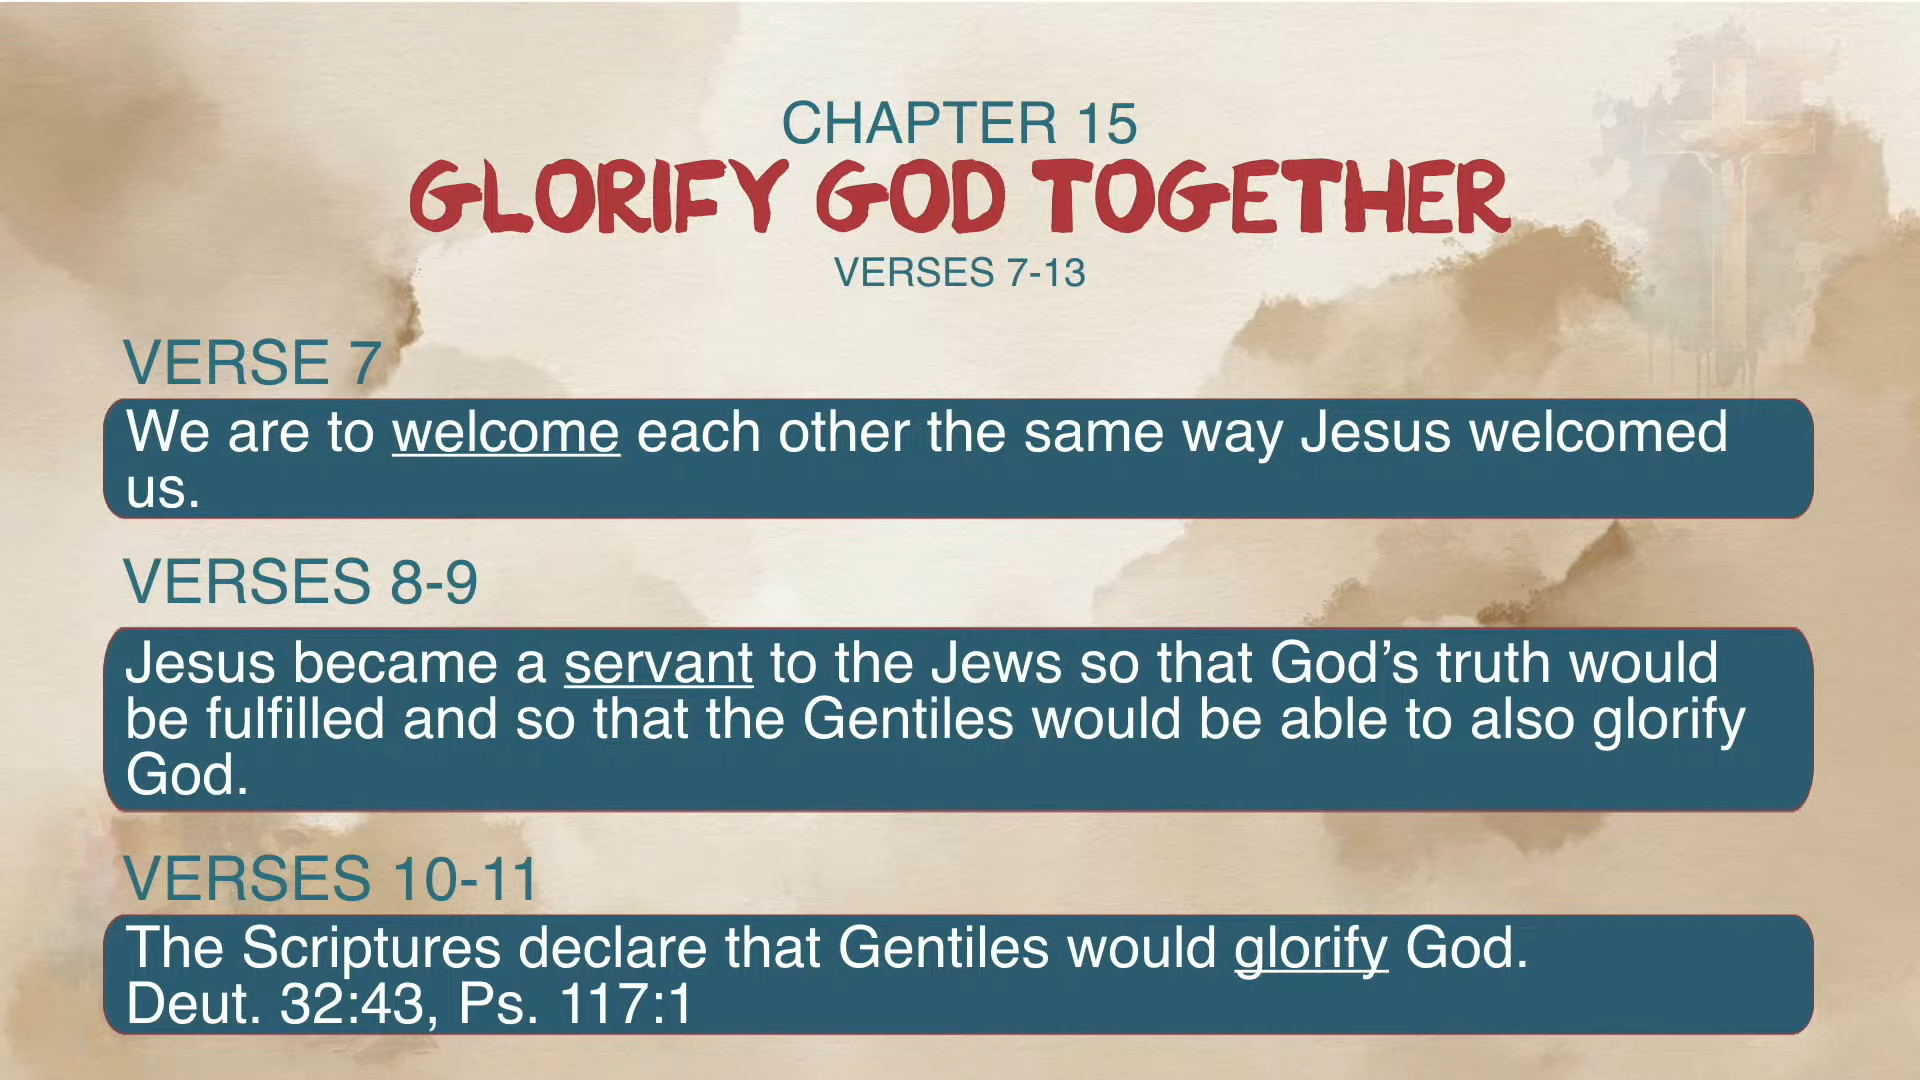 CHAPTER 15
GLORIFY GOD TOGETHER
VERSES 7-13
VERSE 7
We are to welcome each other the same way Jesus welcomed
us.
VERSES 8-9
Jesus became a servant to the Jews so that God’s truth would
be fulfilled and so that the Gentiles would be able to also glorify
God.
VERSES 10-11
The Scriptures declare that Gentiles would glorify God.
Deut. 32:43, Ps. 117:1